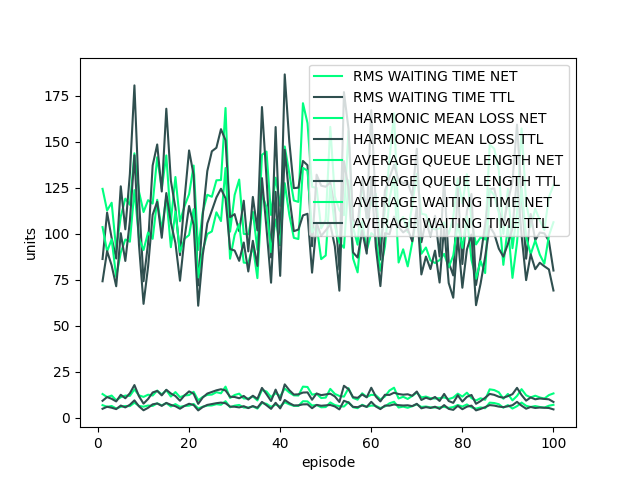 RMS WAITING TIME NET
RMS WAITING TIME TTL
HARMONIC MEAN LOSS NET
HARMONIC MEAN LOSS TTL
AVERAGE QUEUE LENGTH NET
AVERAGE QUEUE LENGTH TTL
AVERAGE WAITING TIME NET
AVERAGE WAITING TIME TTL
175
150
125
100
75
50
25
0
units
0 20 40 60 80 100
episode